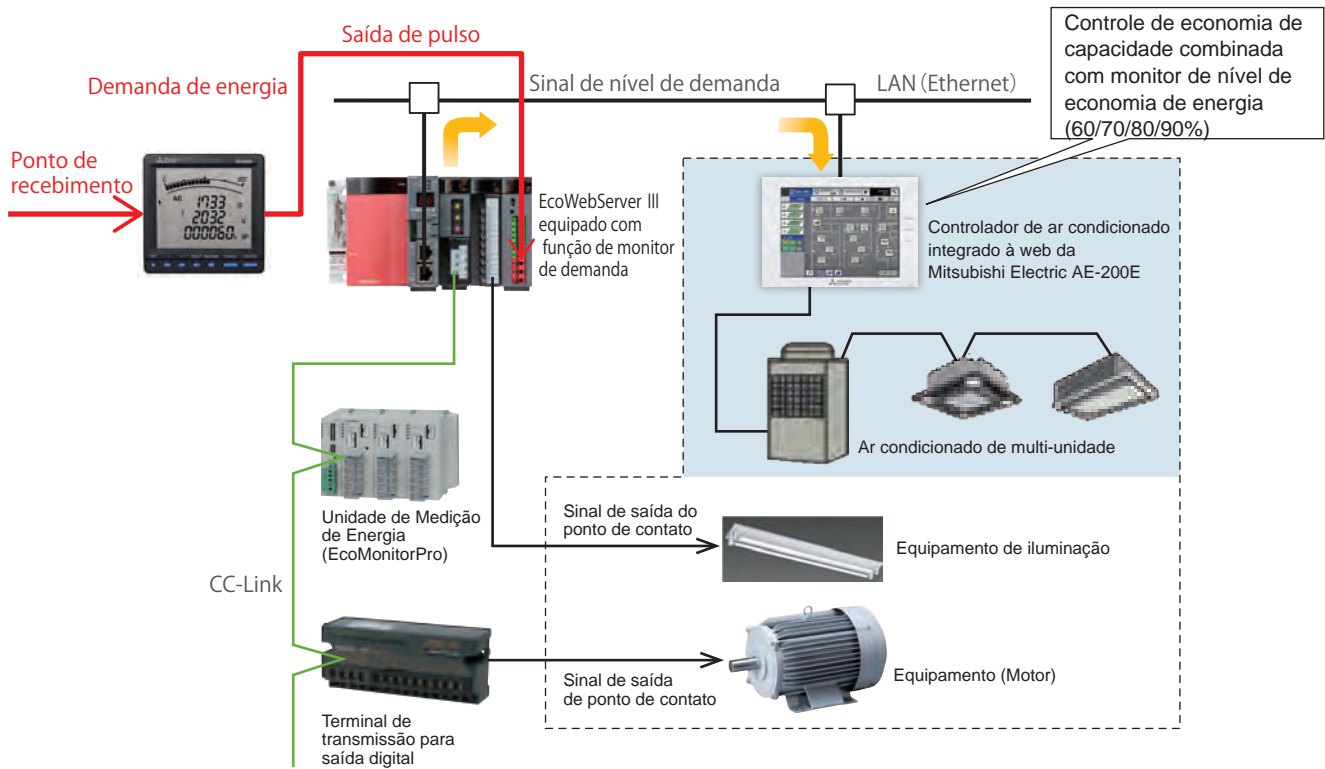 Saída de pulso
Demanda de energia
Ponto de
recebimento
Sinal de nível de demanda
LAN (Ethernet)
Controle de economia de
capacidade combinada
com monitor de nível de
economia de energia
(60/70/80/90%)
1733
2032
000060
EcoWebServer III
equipado com
função de monitor
de demanda
Controlador de ar condicionado
integrado à web da
Mitsubishi Electric AE-200E
Ar condicionado de multi-unidade
Unidade de Medição
de Energia
(EcoMonitorPro)
Sinal de saída do
ponto de contato
Equipamento de iluminação
CC-Link
Sinal de saída
de ponto de contato
Equipamento (Motor)
Terminal de
transmissão para
saída digital